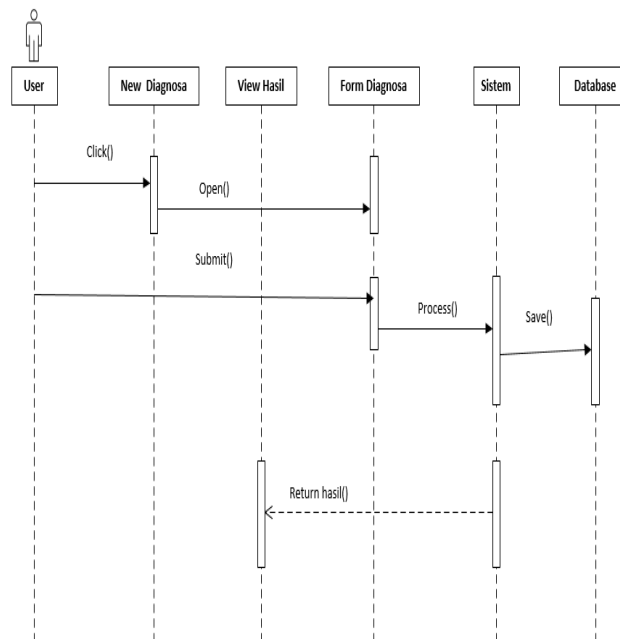 User
New Diagnosa
View Hasil
Form Diagnosa
Sistem
Database
Click()
Open()
Submit()
Process()
Save()
Return hasil()